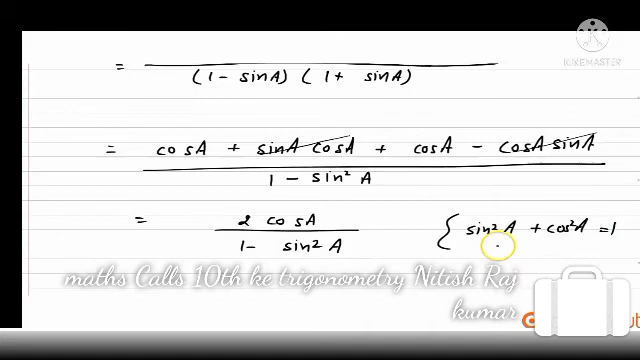 KINEMASTER
= / (1 - sinA) (1 + sinA)
= cosA + sinA cosA + cosA - cosA sinA / 1 - sin² A
= 2 cosA / 1 - sin² A { sin² A + cos² A = 1
maths Calls 10th ke trigonometry Nitish Raj
kumar